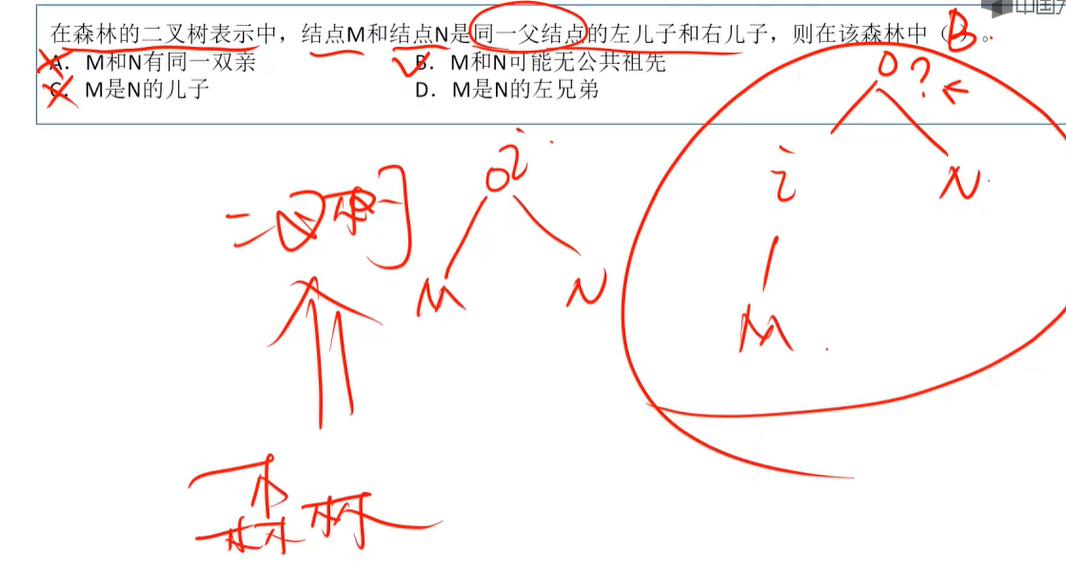 中国大
在森林的二叉树表示中，结点M和结点N是同一父结点的左儿子和右儿子，则在该森林中（B）。
A．M和N有同一双亲 B．M和N可能无公共祖先
C．M是N的儿子 D．M是N的左兄弟
O ?
i
i N
二叉树
M N
M
森林